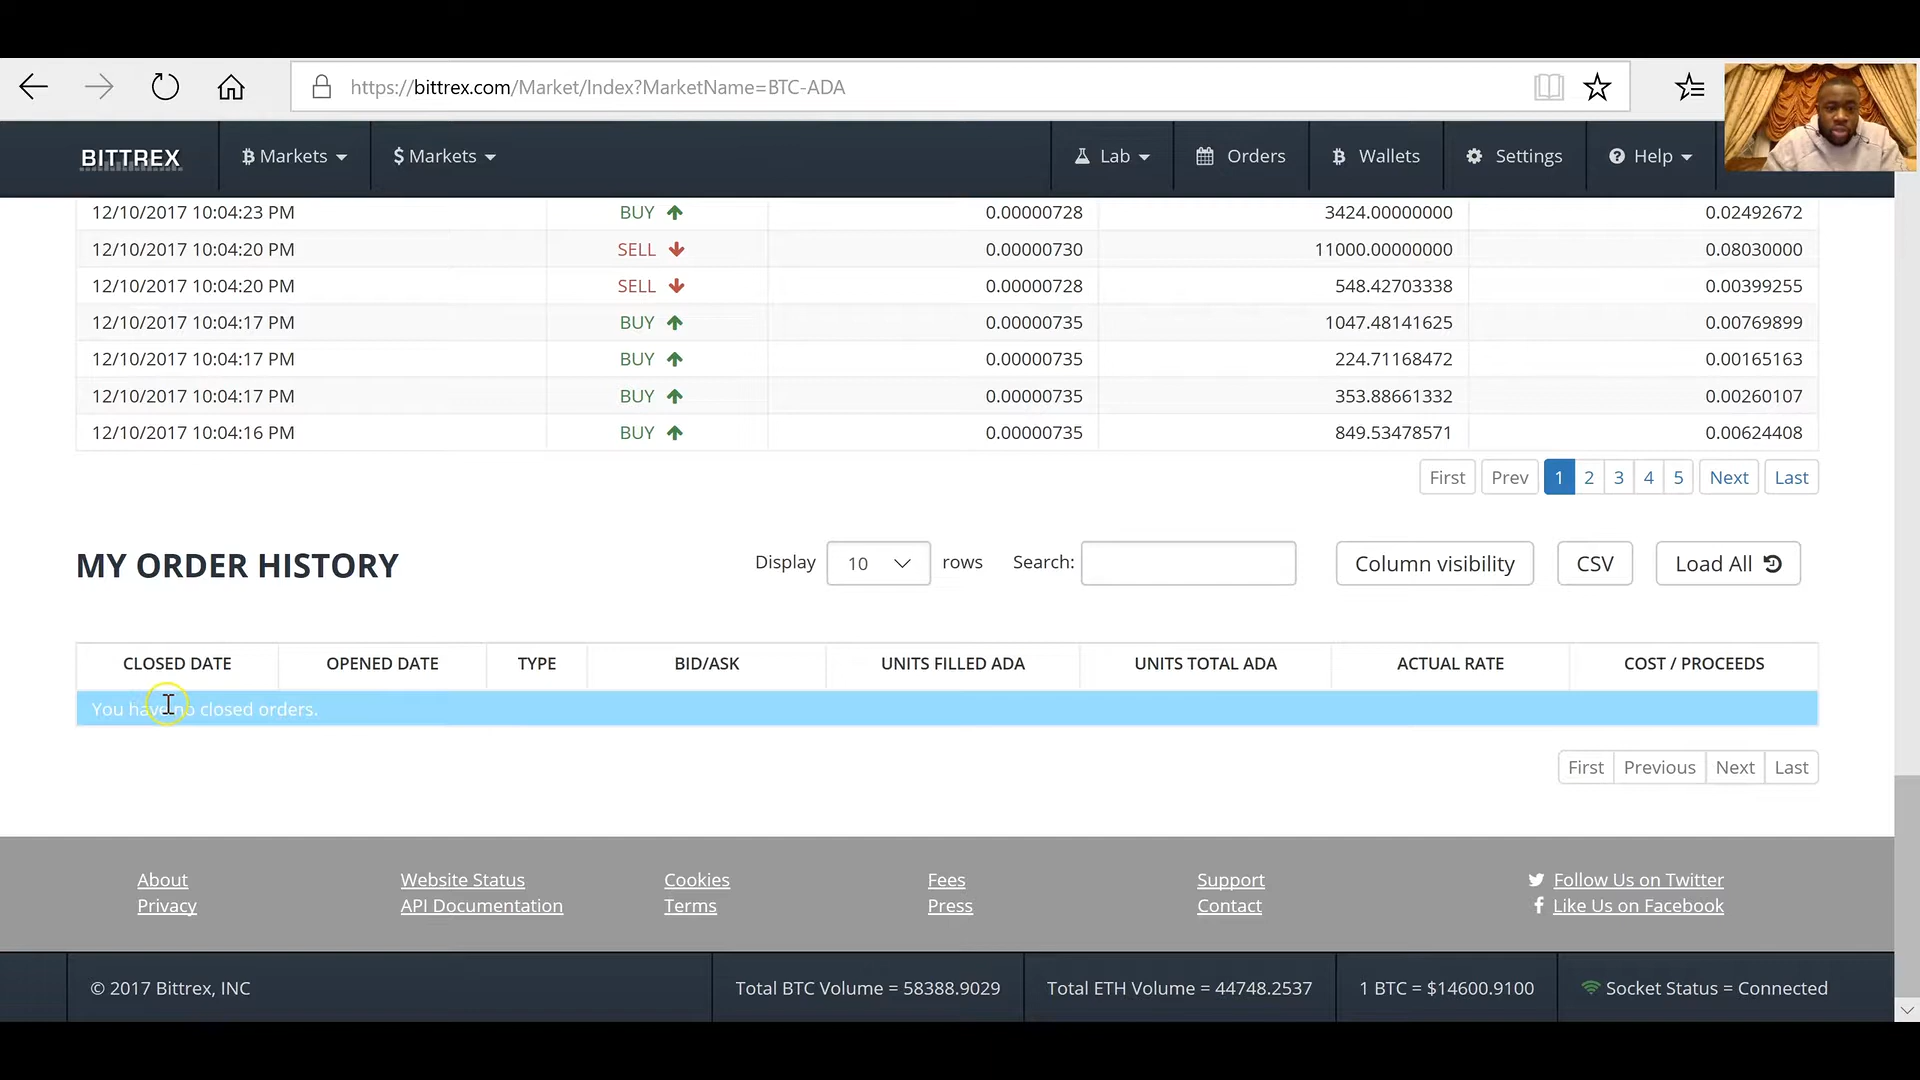 https://bittrex.com/Market/Index?MarketName=BTC-ADA
BITTREX Markets $ Markets Lab Orders Wallets Settings Help
12/10/2017 10:04:23 PM BUY 0.00000728 3424.00000000 0.02492672
12/10/2017 10:04:20 PM SELL 0.00000730 11000.00000000 0.08030000
12/10/2017 10:04:20 PM SELL 0.00000728 548.42703338 0.00399255
12/10/2017 10:04:17 PM BUY 0.00000735 1047.48141625 0.00769899
12/10/2017 10:04:17 PM BUY 0.00000735 224.71168472 0.00165163
12/10/2017 10:04:17 PM BUY 0.00000735 353.88661332 0.00260107
12/10/2017 10:04:16 PM BUY 0.00000735 849.53478571 0.00624408
First Prev 1 2 3 4 5 Next Last
MY ORDER HISTORY Display 10 rows Search: Column visibility CSV Load All
CLOSED DATE OPENED DATE TYPE BID/ASK UNITS FILLED ADA UNITS TOTAL ADA ACTUAL RATE COST / PROCEEDS
You have no closed orders.
First Previous Next Last
About Website Status Cookies Fees Support Follow Us on Twitter
Privacy API Documentation Terms Press Contact Like Us on Facebook
© 2017 Bittrex, INC Total BTC Volume = 58388.9029 Total ETH Volume = 44748.2537 1 BTC = $14600.9100 Socket Status = Connected